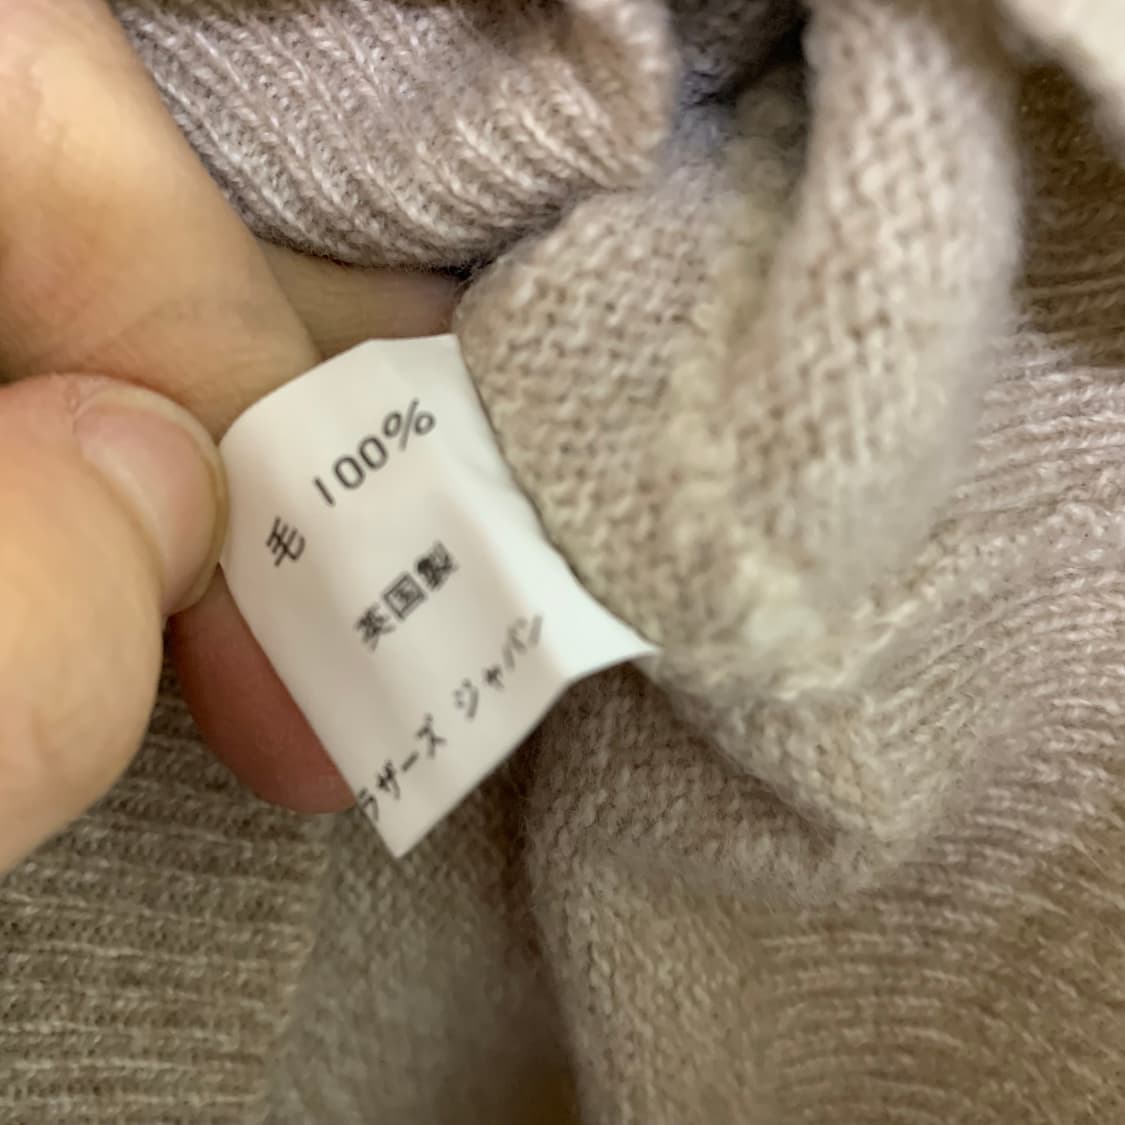 毛 100%
英国製
ラザーズ ジャパン